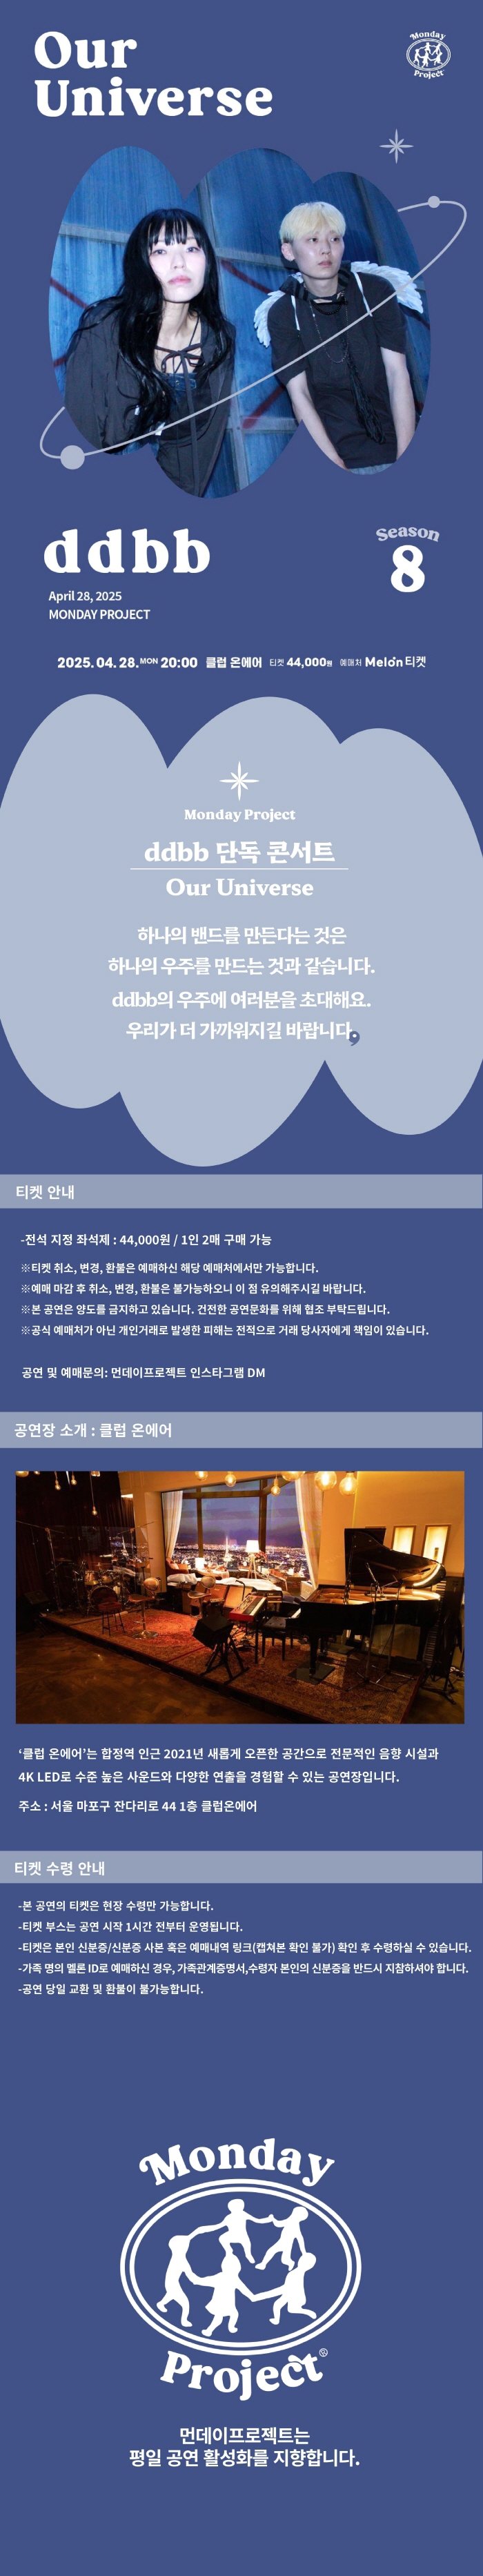 Our
Universe
Monday
Project
ddbb
Season
8
April 28, 2025
MONDAY PROJECT
2025. 04. 28. MON 20:00 클럽 온에어 티켓 44,000원 예매처 Melon 티켓
Monday Project
ddbb 단독 콘서트
Our Universe
하나의 밴드를 만든다는 것은
하나의 우주를 만드는 것과 같습니다.
ddbb의 우주에 여러분을 초대해요.
우리가 더 가까워지길 바랍니다.
티켓 안내
-전석 지정 좌석제 : 44,000원 / 1인 2매 구매 가능
※티켓 취소, 변경, 환불은 예매하신 해당 예매처에서만 가능합니다.
※예매 마감 후 취소, 변경, 환불은 불가능하오니 이 점 유의해주시길 바랍니다.
※본 공연은 양도를 금지하고 있습니다. 건전한 공연문화를 위해 협조 부탁드립니다.
※공식 예매처가 아닌 개인거래로 발생한 피해는 전적으로 거래 당사자에게 책임이 있습니다.
공연 및 예매문의: 먼데이프로젝트 인스타그램 DM
공연장 소개 : 클럽 온에어
‘클럽 온에어’는 합정역 인근 2021년 새롭게 오픈한 공간으로 전문적인 음향 시설과
4K LED로 수준 높은 사운드와 다양한 연출을 경험할 수 있는 공연장입니다.
주소 : 서울 마포구 잔다리로 44 1층 클럽온에어
티켓 수령 안내
-본 공연의 티켓은 현장 수령만 가능합니다.
-티켓 부스는 공연 시작 1시간 전부터 운영됩니다.
-티켓은 본인 신분증/신분증 사본 혹은 예매내역 링크(캡쳐본 확인 불가) 확인 후 수령하실 수 있습니다.
-가족 명의 멜론 ID로 예매하신 경우, 가족관계증명서,수령자 본인의 신분증을 반드시 지참하셔야 합니다.
-공연 당일 교환 및 환불이 불가능합니다.
Monday
Project
먼데이프로젝트는
평일 공연 활성화를 지향합니다.